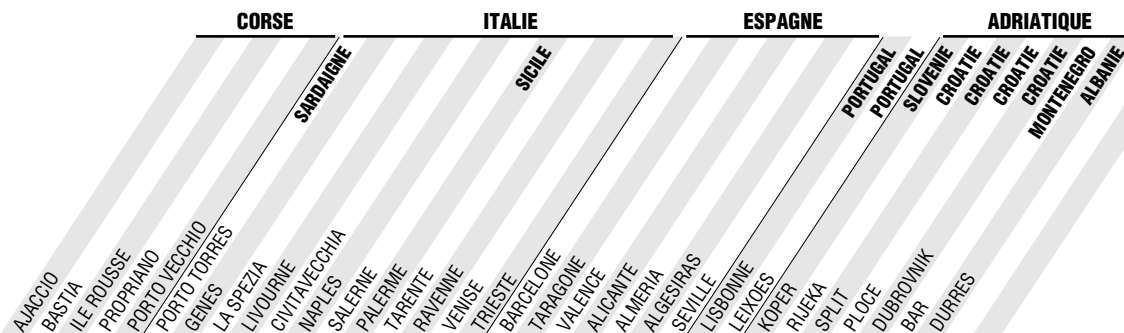 CORSE
ITALIE
ESPAGNE
ADRIATIQUE
SARDAIGNE
SICILE
PORTUGAL
PORTUGAL
SLOVENIE
CROATIE
CROATIE
CROATIE
CROATIE
MONTENEGRO
ALBANIE
AJACCIO
BASTIA
ILE ROUSSE
PROPRIANO
PORTO VECCHIO
PORTO TORRES
GENES
LA SPEZIA
LIVOURNE
CIVITAVECCHIA
NAPLES
SALERNE
PALERME
TARENTE
RAVENNE
VENISE
TRIESTE
BARCELONE
TARAGONE
VALENCE
ALICANTE
ALMERIA
ALGESIRAS
SEVILLE
LISBONNE
LEIXOES
KOPER
RIJEKA
SPLIT
PLOCE
DUBROVNIK
BAR
DURRES